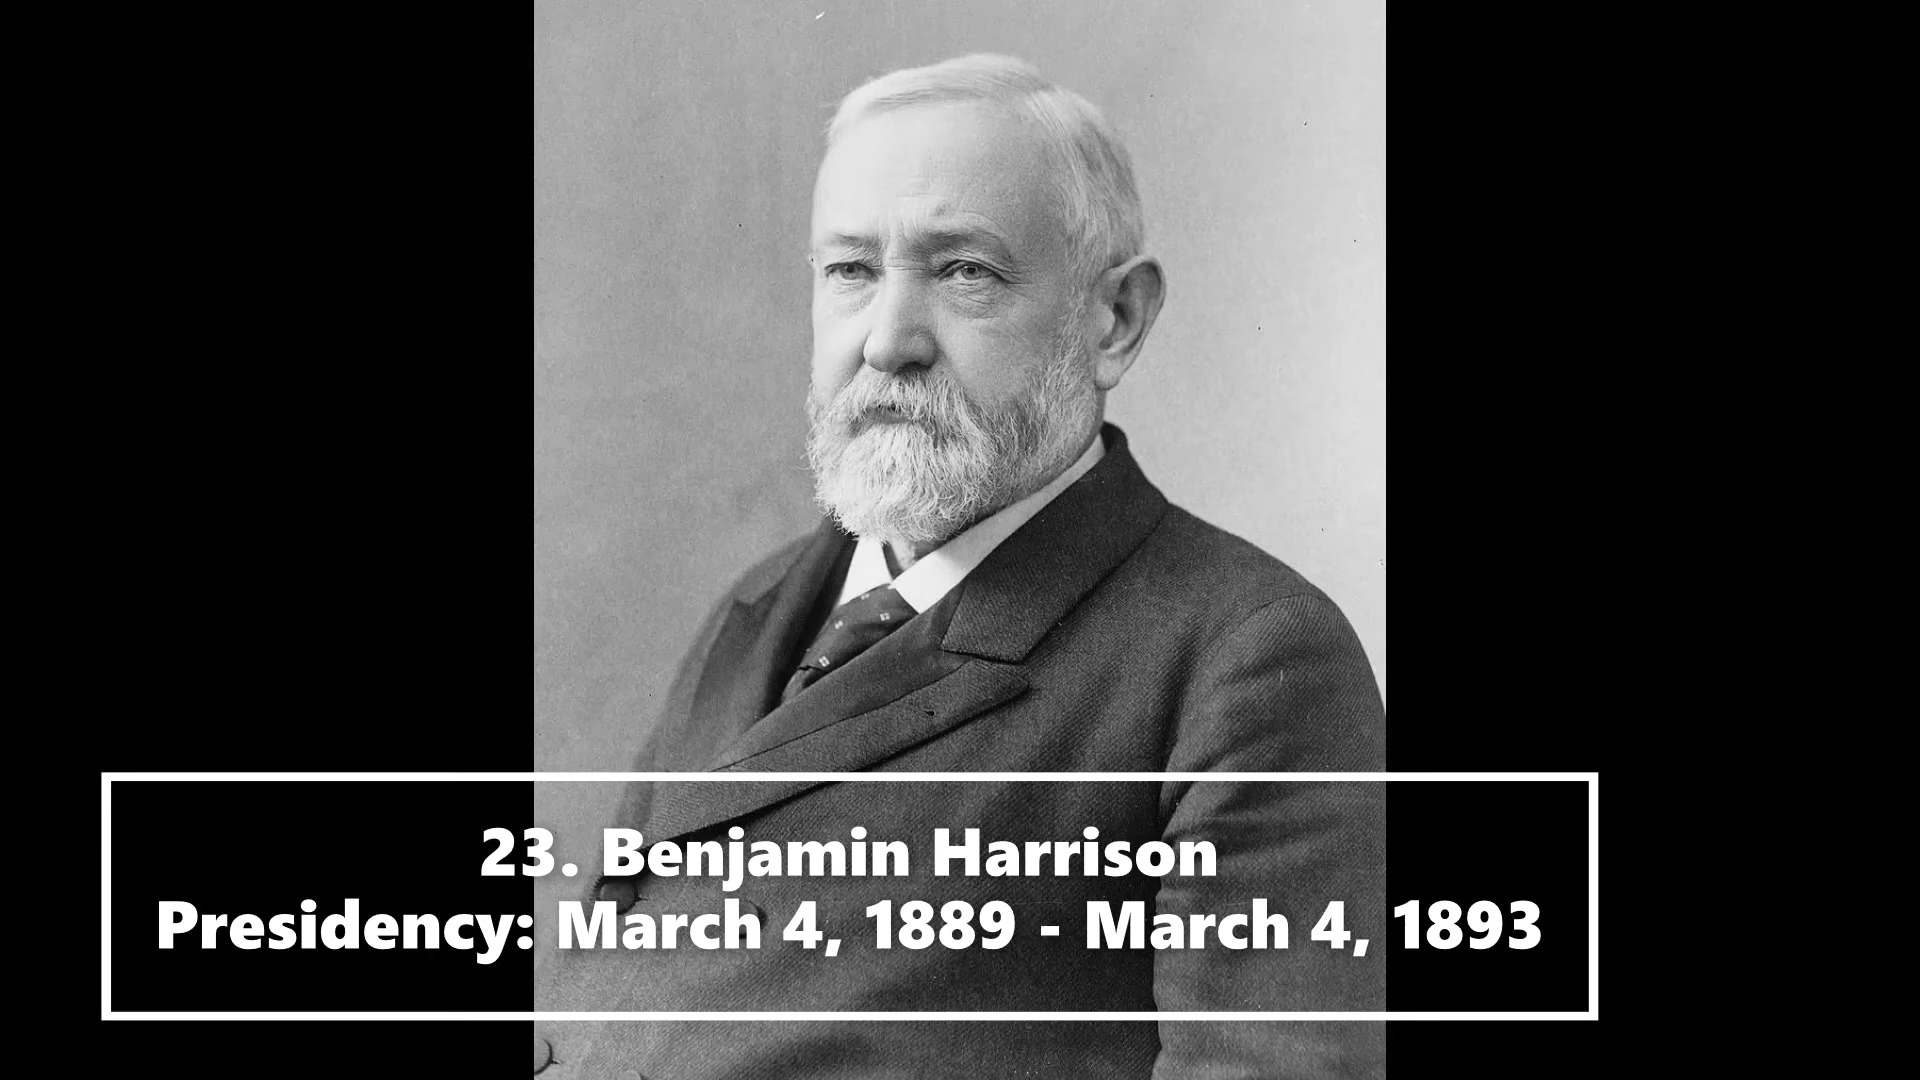 23. Benjamin Harrison
Presidency: March 4, 1889 - March 4, 1893